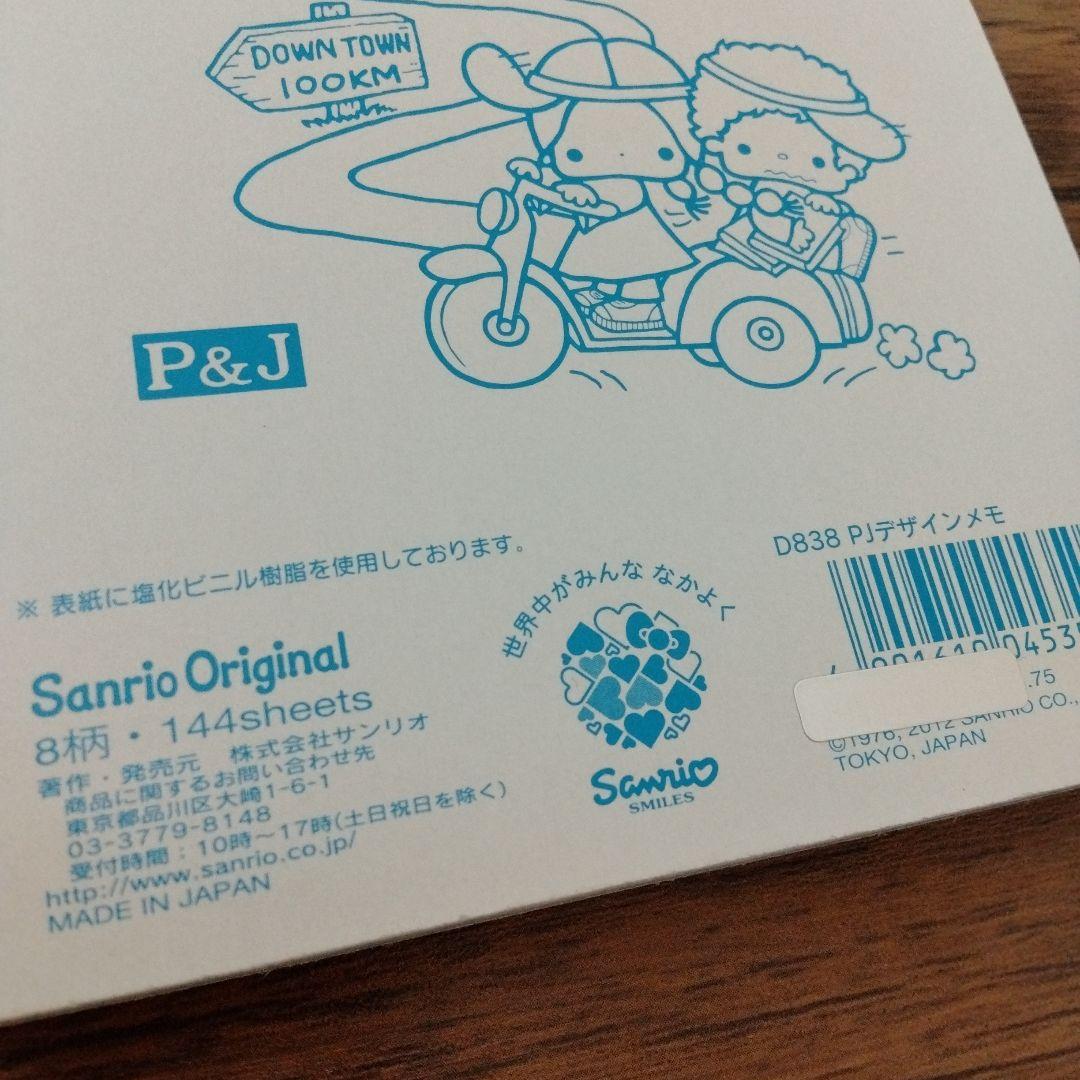 DOWN TOWN
100KM
P&J
※ 表紙に塩化ビニル樹脂を使用しております。
Sanrio Original
8柄・144sheets
著作・発売元 株式会社サンリオ
商品に関するお問い合わせ先
東京都品川区大崎1-6-1
03-3779-8148
受付時間：10時～17時(土日祝日を除く)
http://www.sanrio.co.jp/
MADE IN JAPAN
世界中がみんな なかよく
Sanrio
SMILES
D838 PJデザインメモ
.75
©1976, 2012 SANRIO CO.,
TOKYO, JAPAN